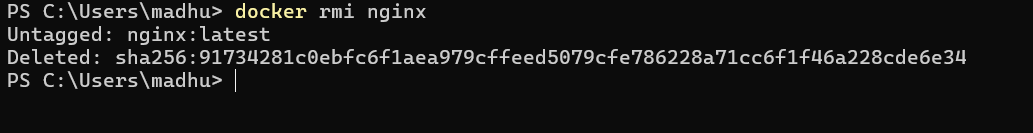 PS C:\Users\madhu> docker rmi nginx
Untagged: nginx:latest
Deleted: sha256:91734281c0ebfc6f1aea979cffeed5079cfe786228a71cc6f1f46a228cde6e34
PS C:\Users\madhu>